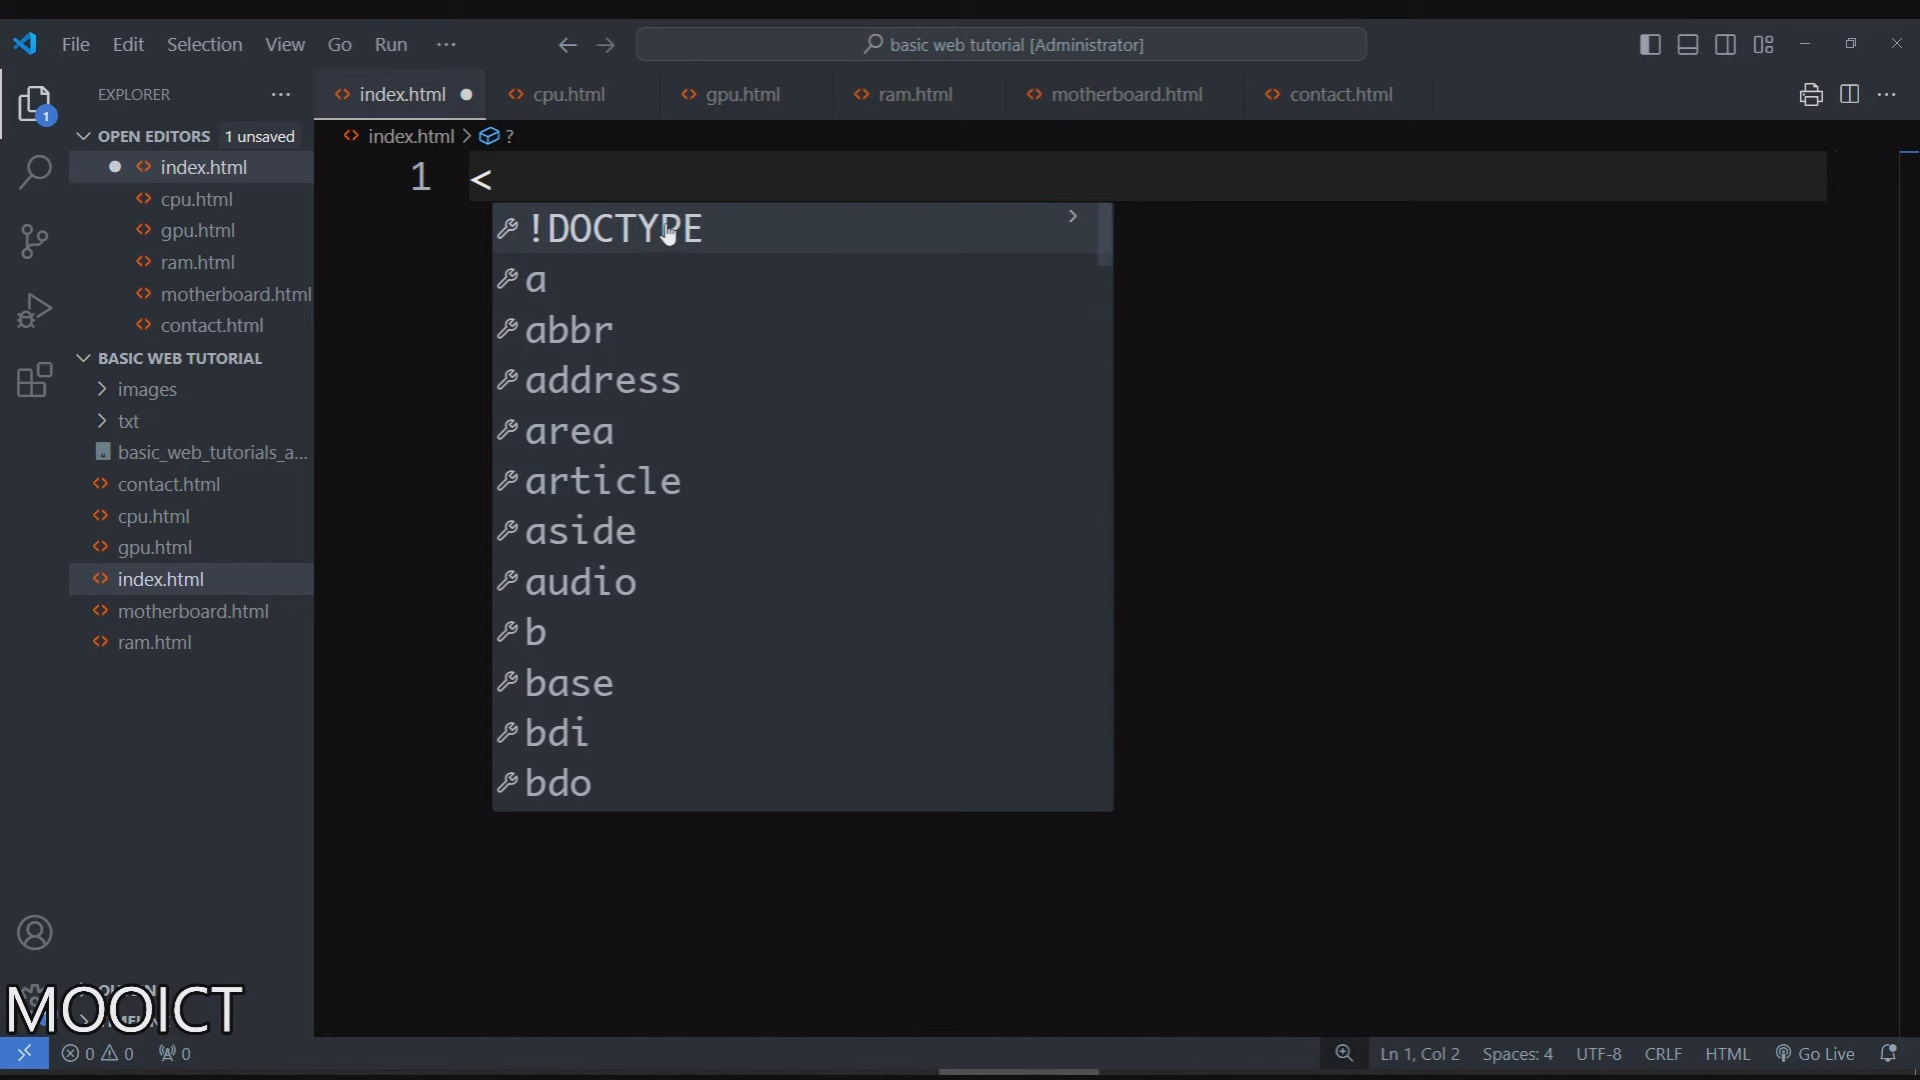 File Edit Selection View Go Run ···
basic web tutorial [Administrator]
EXPLORER ···
index.html
cpu.html
gpu.html
ram.html
motherboard.html
contact.html
···
OPEN EDITORS 1 unsaved
index.html
cpu.html
gpu.html
ram.html
motherboard.html
contact.html
BASIC WEB TUTORIAL
images
txt
basic_web_tutorials_a...
contact.html
cpu.html
gpu.html
index.html
motherboard.html
ram.html
1
index.html > ?
1 <
!DOCTYPE
a
abbr
address
area
article
aside
audio
b
base
bdi
bdo
MOOICT
0 0 0
Ln 1, Col 2 Spaces: 4 UTF-8 CRLF HTML Go Live